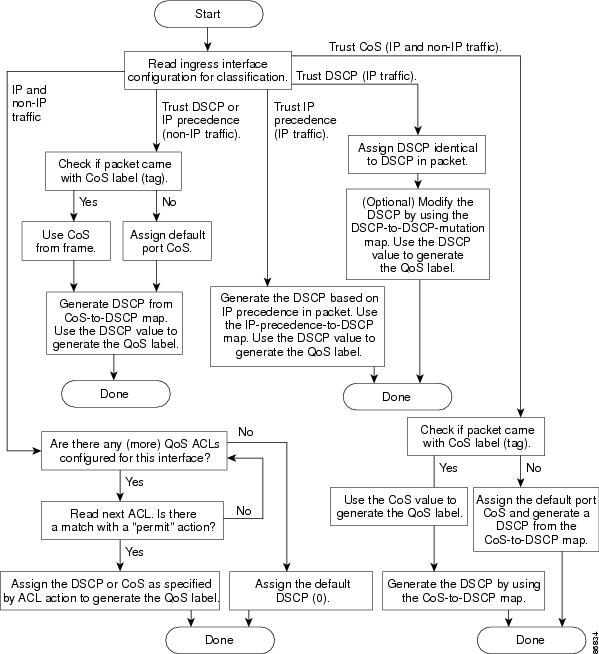 Start
Trust CoS (IP and non-IP traffic).
Read ingress interface
configuration for classification.
Trust DSCP (IP traffic).
IP and
non-IP
traffic
Trust DSCP or
IP precedence
(non-IP traffic).
Trust IP
precedence
(IP traffic).
Assign DSCP identical
to DSCP in packet.
Check if packet came
with CoS label (tag).
Yes
No
(Optional) Modify the
DSCP by using the
DSCP-to-DSCP-mutation
map. Use the DSCP
value to generate
the QoS label.
Use CoS
from frame.
Assign default
port CoS.
Generate DSCP from
CoS-to-DSCP map.
Use the DSCP value to
generate the QoS label.
Generate the DSCP based on
IP precedence in packet. Use
the IP-precedence-to-DSCP
map. Use the DSCP value to
generate the QoS label.
Done
Done
Check if packet came
with CoS label (tag).
Are there any (more) QoS ACLs
configured for this interface?
No
Yes
Yes
No
Read next ACL. Is there
a match with a "permit" action?
No
Use the CoS value to
generate the QoS label.
Assign the default port
CoS and generate a
DSCP from the
CoS-to-DSCP map.
Yes
Assign the DSCP or CoS as specified
by ACL action to generate the QoS label.
Assign the default
DSCP (0).
Generate the DSCP by using
the CoS-to-DSCP map.
Done
Done
86834